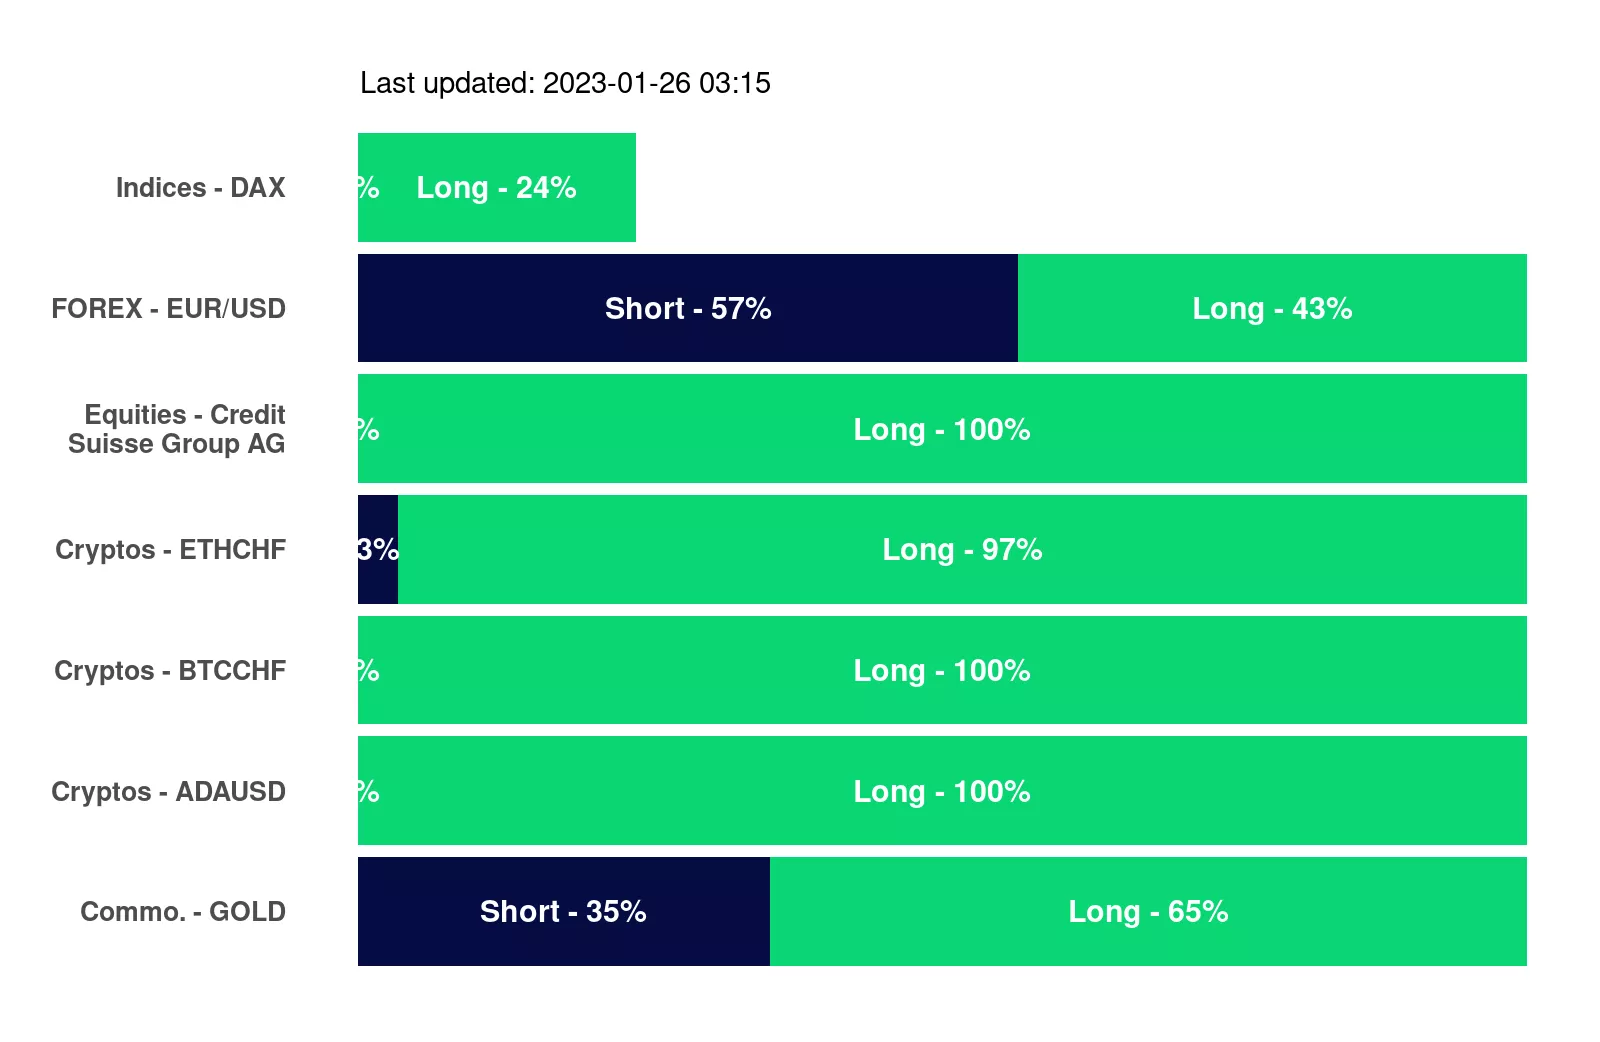 Last updated: 2023-01-26 03:15
Indices - DAX % Long - 24%
FOREX - EUR/USD Short - 57% Long - 43%
Equities - Credit
Suisse Group AG
% Long - 100%
Cryptos - ETHCHF 3% Long - 97%
Cryptos - BTCCHF % Long - 100%
Cryptos - ADAUSD % Long - 100%
Commo. - GOLD Short - 35% Long - 65%